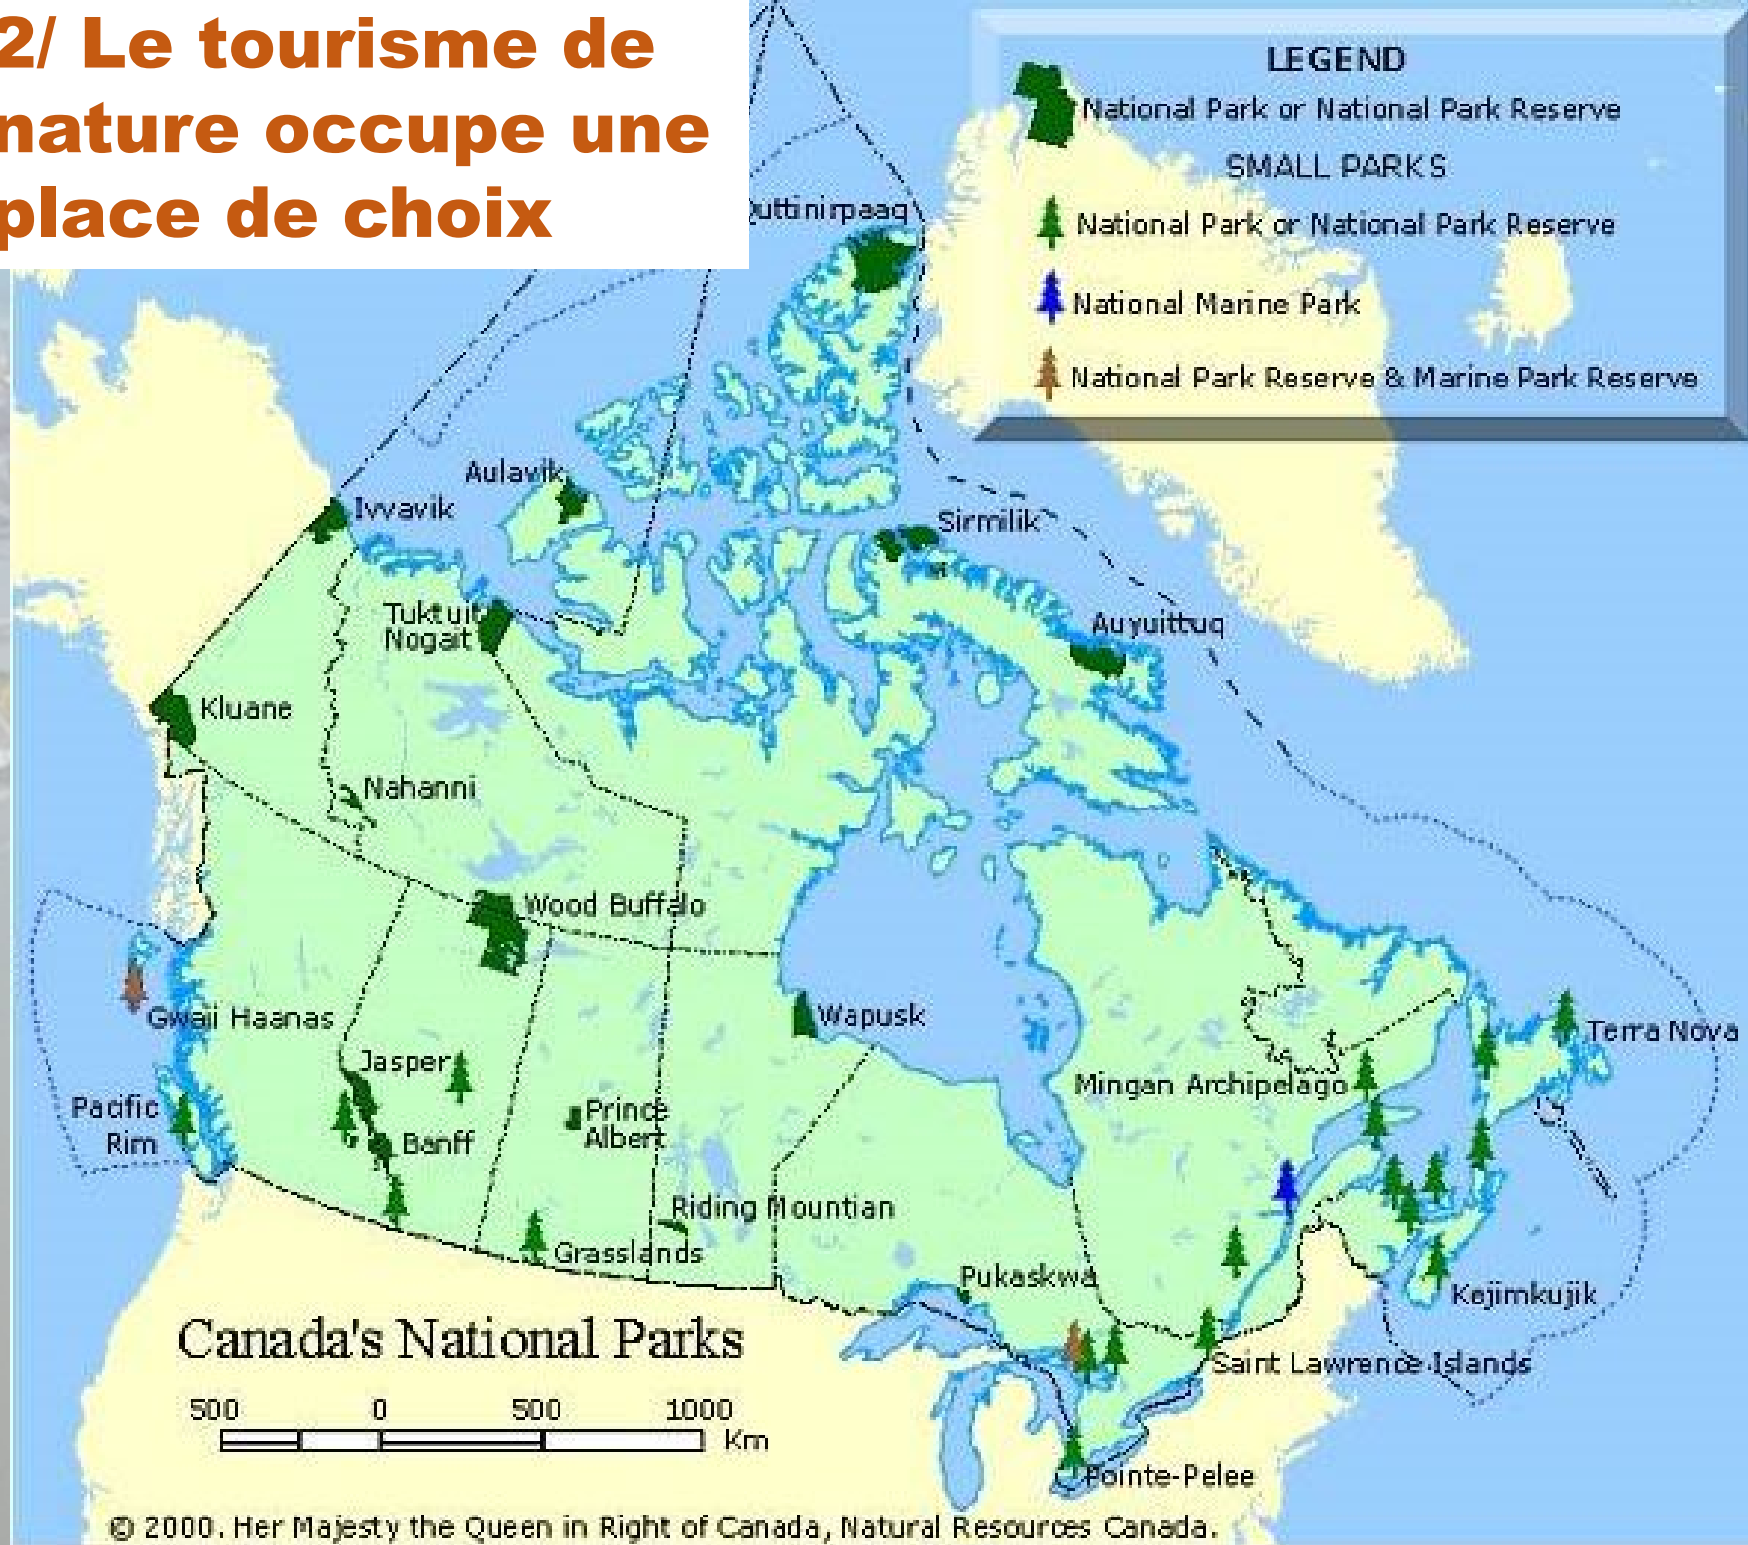 2/ Le tourisme de
nature occupe une
place de choix
LEGEND
National Park or National Park Reserve
SMALL PARKS
National Park or National Park Reserve
National Marine Park
National Park Reserve & Marine Park Reserve
Aulavik
Ivvavik
Sirmilik
Tuktuit
Nogait
Auyuittuq
Kluane
Nahanni
Wood Buffalo
Gwaii Haanas
Wapusk
Terra Nova
Jasper
Mingan Archipelago
Pacific
Rim
Prince
Albert
Banff
Riding Mountian
Grasslands
Pukaskwa
Kejimkujik
Canada's National Parks
Saint Lawrence Islands
500 0 500 1000
Km
Pointe-Pelee
© 2000. Her Majesty the Queen in Right of Canada, Natural Resources Canada.